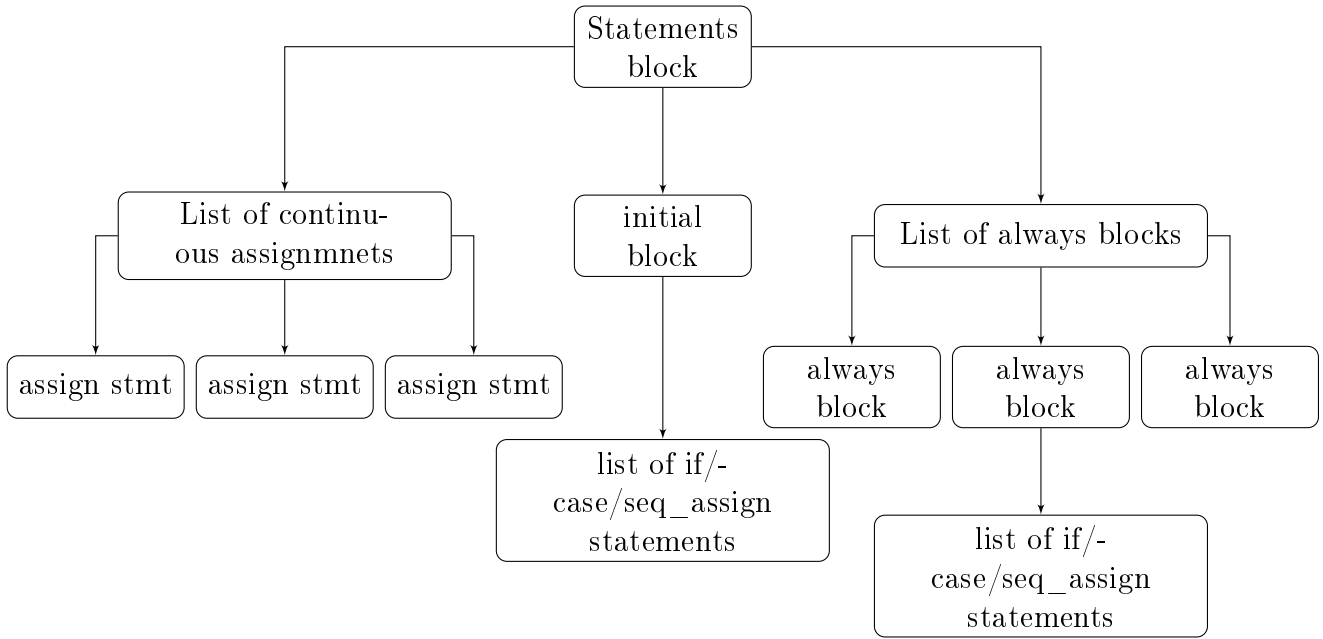 Statements
block
List of continu-
ous assignmnets
initial
block
List of always blocks
assign stmt
assign stmt
assign stmt
always
block
always
block
always
block
list of if/-
case/seq_assign
statements
list of if/-
case/seq_assign
statements